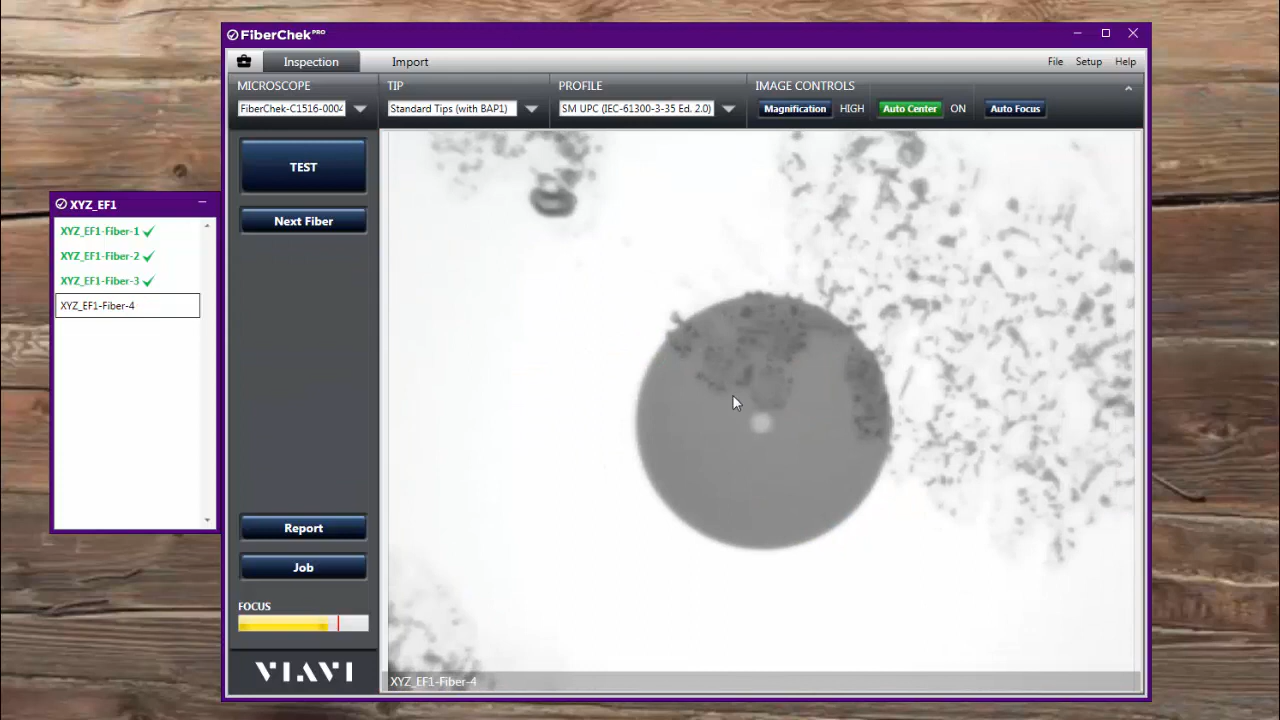 FiberChekPRO
Inspection
Import
File
Setup
Help
MICROSCOPE
FiberChek-C1516-0004
TIP
Standard Tips (with BAP1)
PROFILE
SM UPC (IEC-61300-3-35 Ed. 2.0)
IMAGE CONTROLS
Magnification
HIGH
Auto Center
ON
Auto Focus
TEST
Next Fiber
XYZ_EF1
XYZ_EF1-Fiber-1
XYZ_EF1-Fiber-2
XYZ_EF1-Fiber-3
XYZ_EF1-Fiber-4
Report
Job
FOCUS
VIAVI
XYZ_EF1-Fiber-4